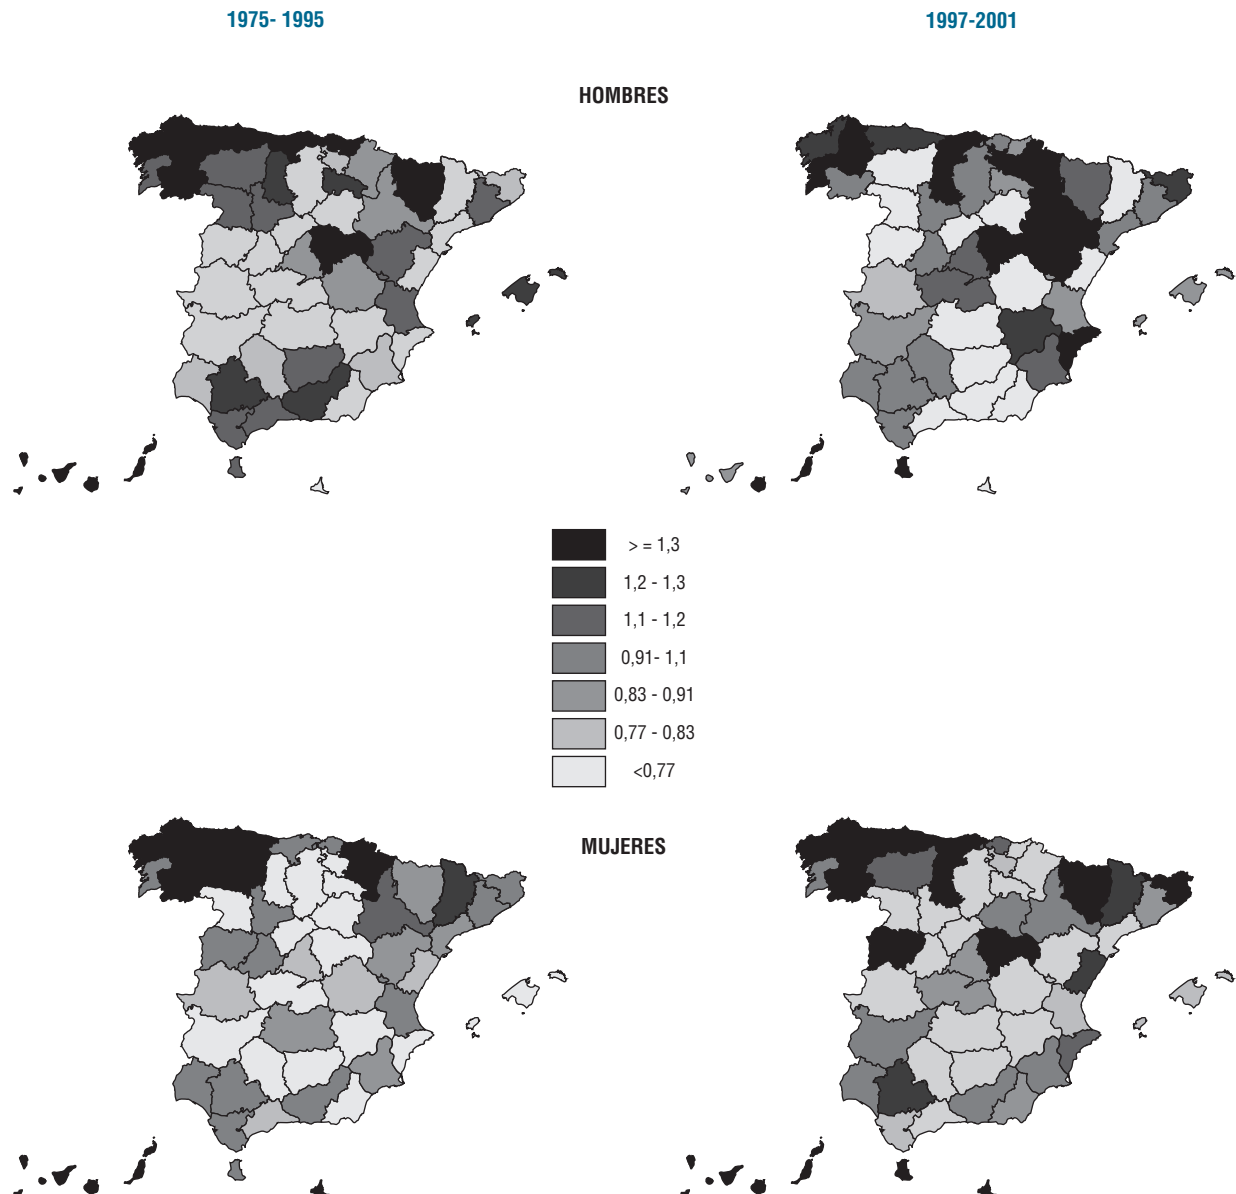 1975- 1995
1997-2001
HOMBRES
> = 1,3
1,2 - 1,3
1,1 - 1,2
0,91- 1,1
0,83 - 0,91
0,77 - 0,83
<0,77
MUJERES